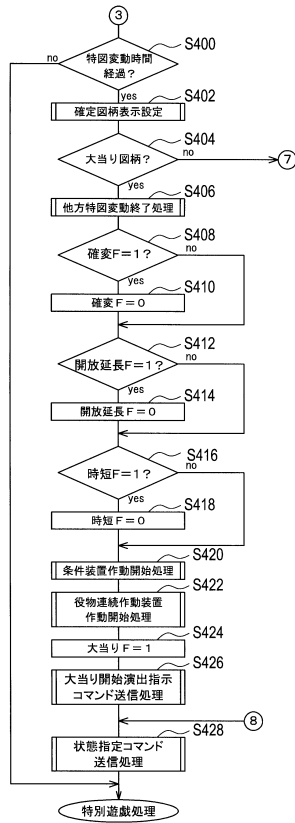 ③
S400
no
特図変動時間
経過？
yes
S402
確定図柄表示設定
S404
大当り図柄？
no
⑦
yes
S406
他方特図変動終了処理
S408
確変F＝1？
no
yes
S410
確変F＝0
S412
開放延長F＝1？
no
yes
S414
開放延長F＝0
S416
時短F＝1？
no
yes
S418
時短F＝0
S420
条件装置作動開始処理
S422
役物連続作動装置
作動開始処理
S424
大当りF＝1
S426
大当り開始演出指示
コマンド送信処理
⑧
S428
状態指定コマンド
送信処理
特別遊戯処理